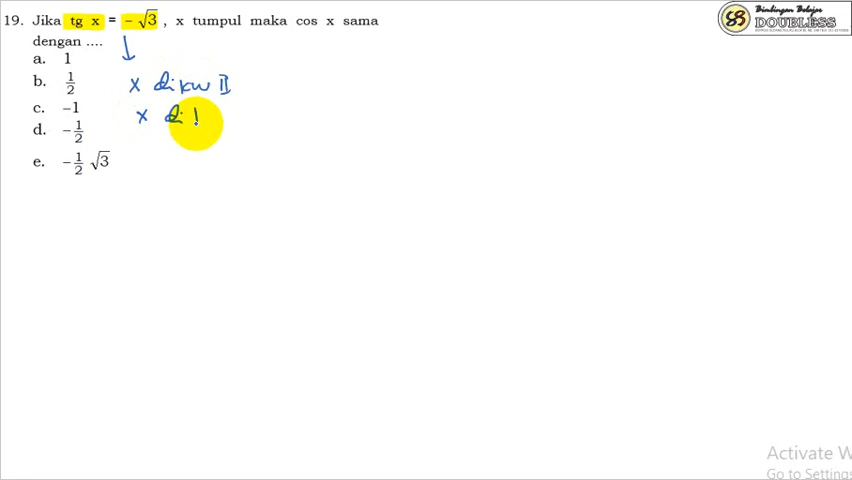 19. Jika tg x = – √3 , x tumpul maka cos x sama
dengan ....
a. 1
b. 1/2
c. –1
d. –1/2
e. –1/2 √3
x di kw II
x di
Bimbingan Belajar
DOUBLESS
Activate W
Go to Settings